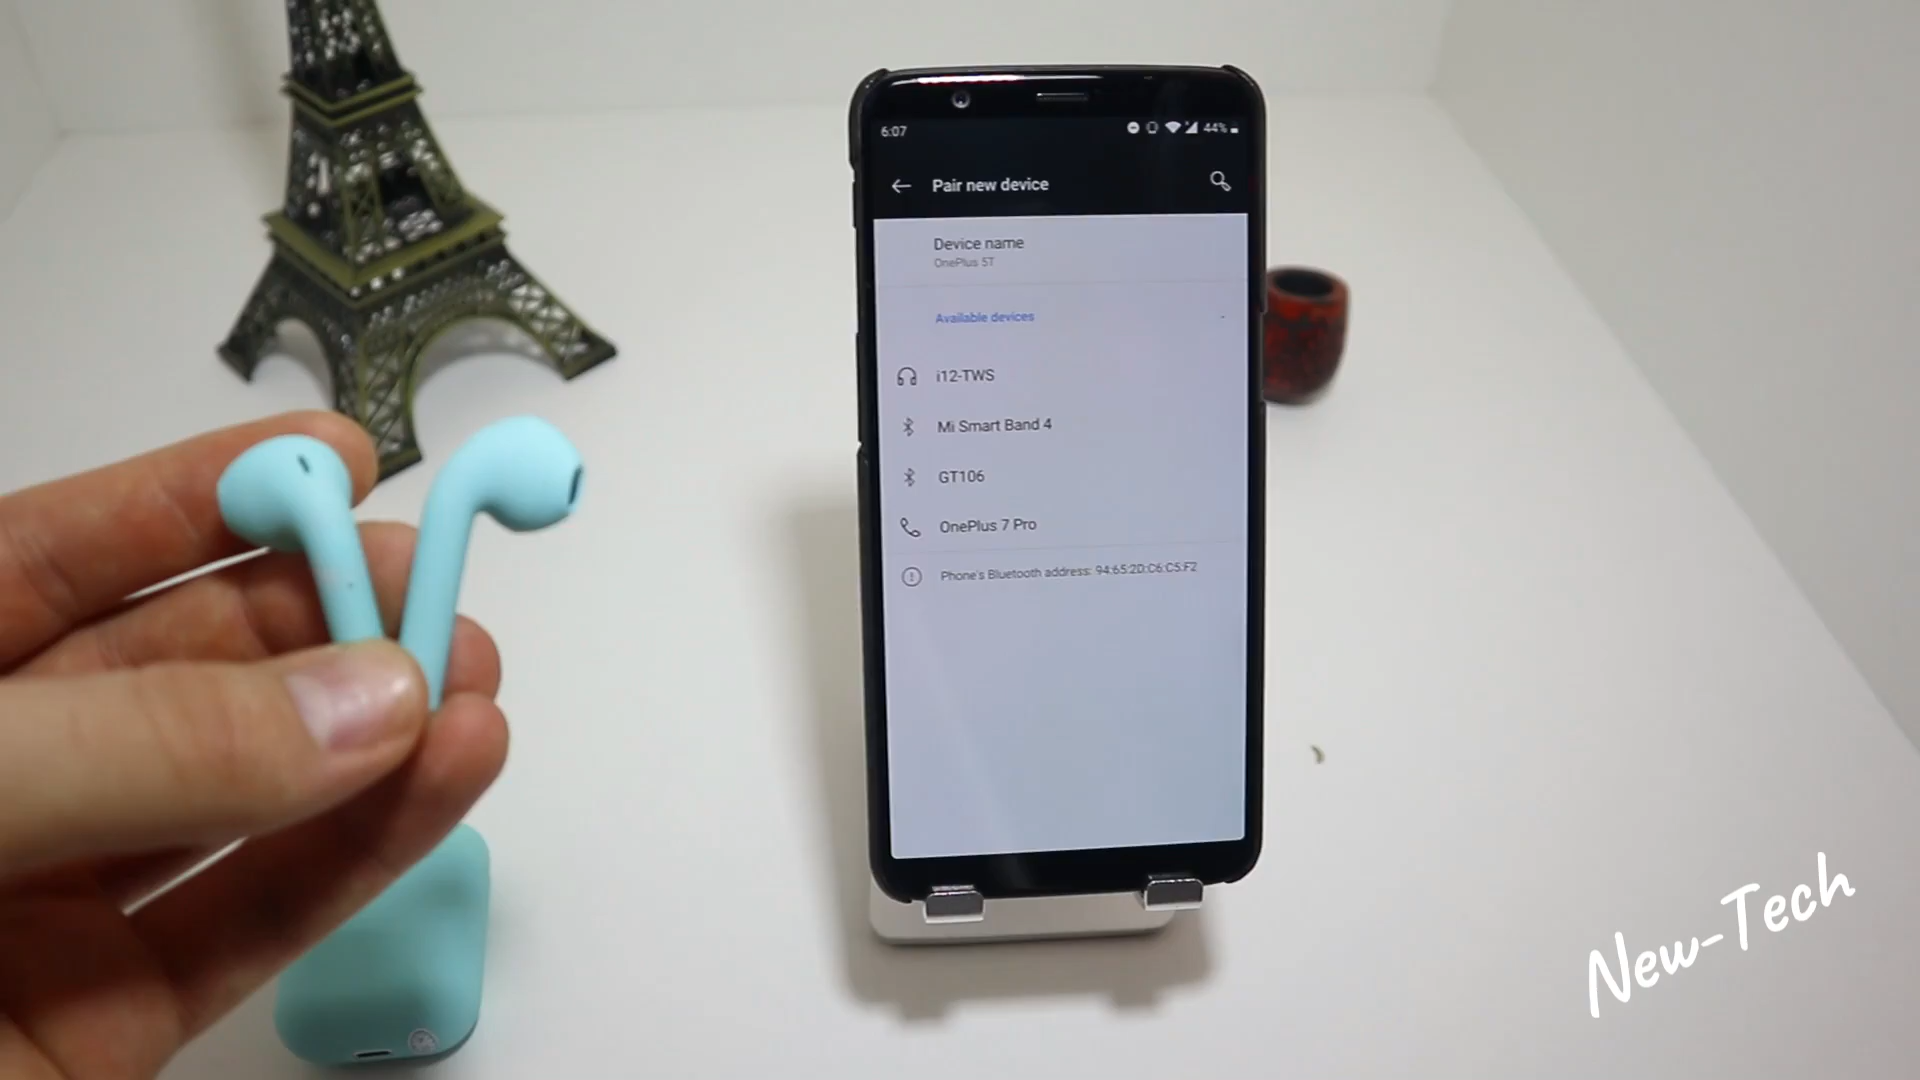 6:07
44%
Pair new device
Device name
OnePlus 5T
Available devices
i12-TWS
Mi Smart Band 4
GT106
OnePlus 7 Pro
Phone's Bluetooth address: 94:65:2D:C6:C5:F2
New-Tech